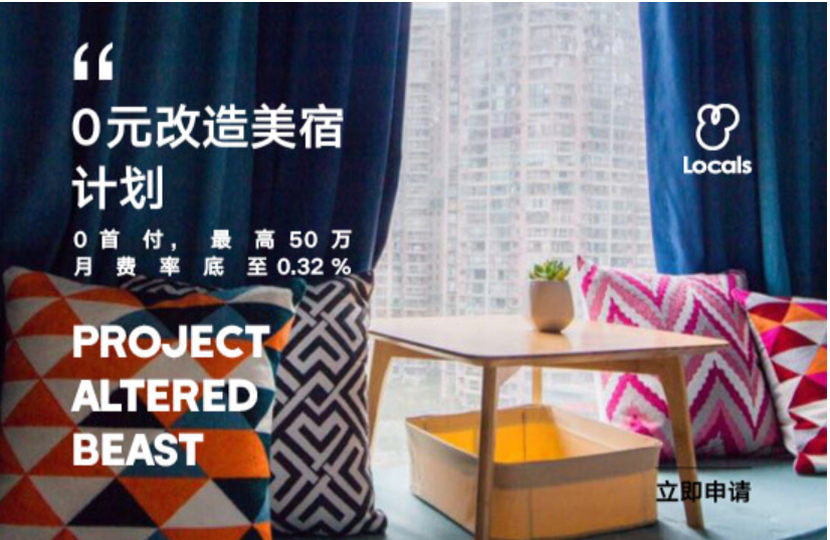 “
0元改造美宿
计划
0首付，最高50万
月费率底至0.32%
PROJECT
ALTERED
BEAST
Locals
立即申请